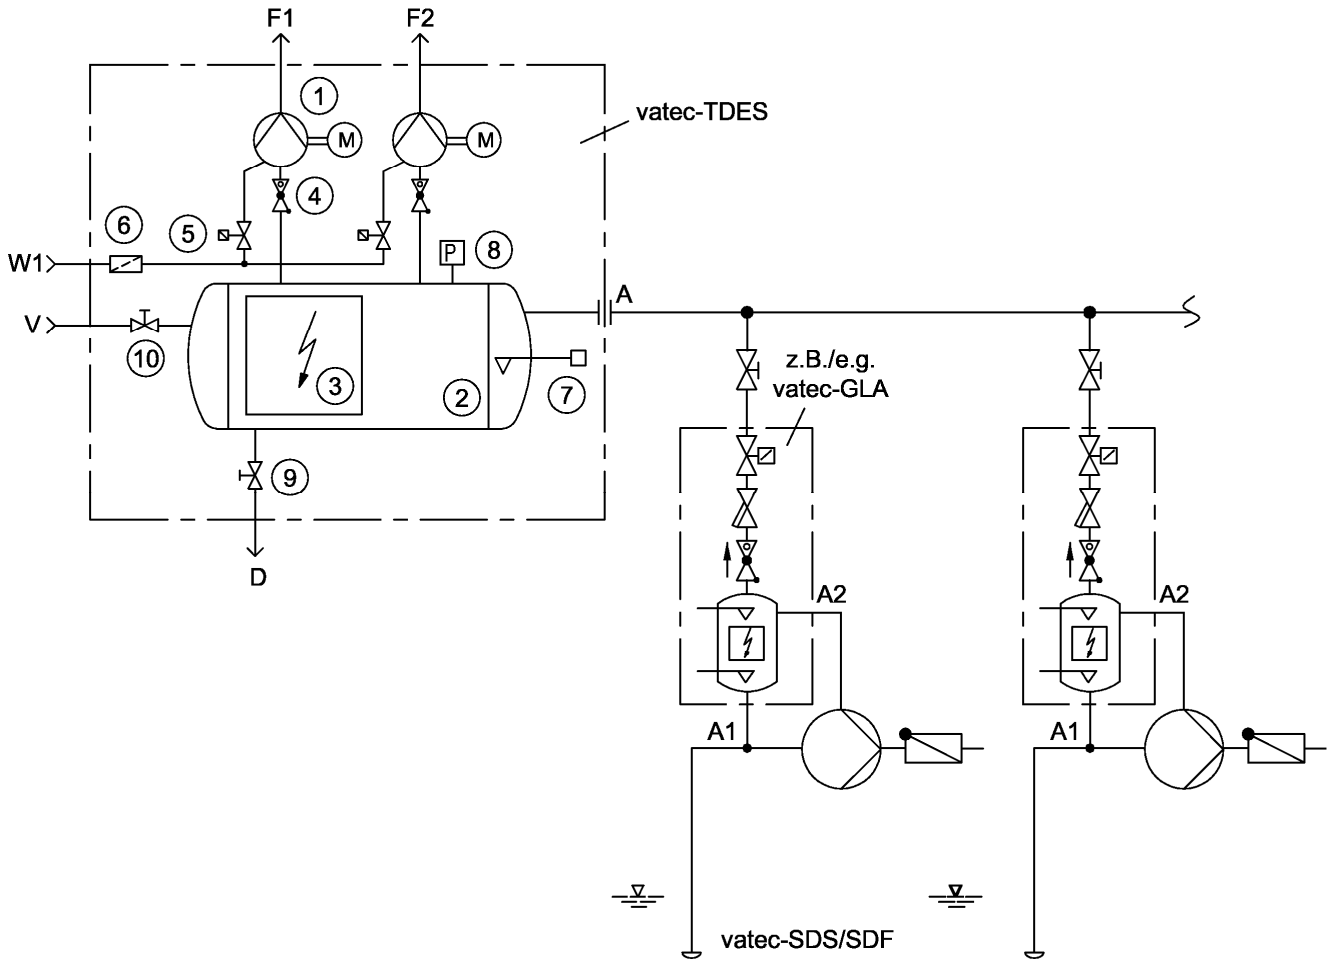 F1
F2
1
vatec-TDES
M
M
4
6
5
8
P
W1
A
V
10
z.B./e.g.
vatec-GLA
3
2
7
9
D
A2
A2
A1
A1
vatec-SDS/SDF